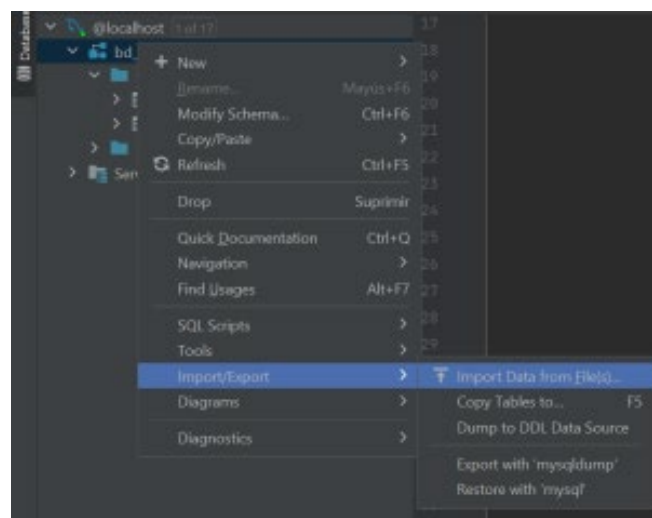 Database
@localhost 1 of 17
bd_
Ser
New
Rename... Mayús+F6
Modify Schema... Ctrl+F6
Copy/Paste
Refresh Ctrl+F5
Drop Suprimir
Quick Documentation Ctrl+Q
Navigation
Find Usages Alt+F7
SQL Scripts
Tools
Import/Export
Diagrams
Diagnostics
Import Data from File(s)...
Copy Tables to... F5
Dump to DDL Data Source
Export with 'mysqldump'
Restore with 'mysql'
17
18
19
20
21
22
23
24
25
26
27
28
29